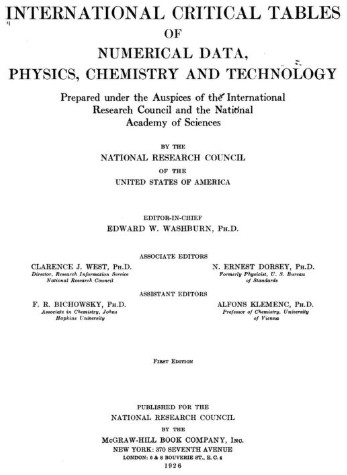 INTERNATIONAL CRITICAL TABLES
OF
NUMERICAL DATA,
PHYSICS, CHEMISTRY AND TECHNOLOGY
Prepared under the Auspices of the International
Research Council and the National
Academy of Sciences
BY THE
NATIONAL RESEARCH COUNCIL
OF THE
UNITED STATES OF AMERICA
EDITOR-IN-CHIEF
EDWARD W. WASHBURN, PH.D.
ASSOCIATE EDITORS
CLARENCE J. WEST, PH.D.
Director, Research Information Service
National Research Council
N. ERNEST DORSEY, PH.D.
Formerly Physicist, U. S. Bureau
of Standards
ASSISTANT EDITORS
F. R. BICHOWSKY, PH.D.
Associate in Chemistry, Johns
Hopkins University
ALFONS KLEMENC, PH.D.
Professor of Chemistry, University
of Vienna
FIRST EDITION
PUBLISHED FOR THE
NATIONAL RESEARCH COUNCIL
BY THE
McGRAW-HILL BOOK COMPANY, INC.
NEW YORK: 370 SEVENTH AVENUE
LONDON: 6 & 8 BOUVERIE ST., E. C. 4
1926